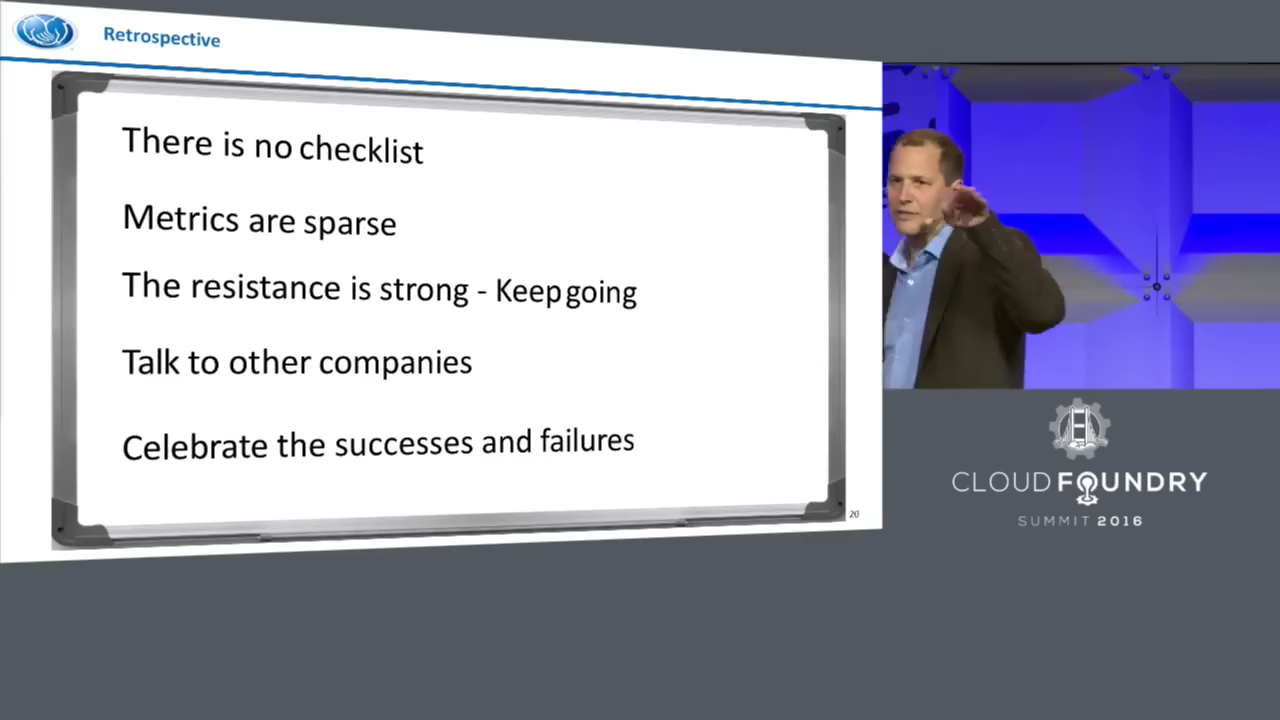 Retrospective
There is no checklist
Metrics are sparse
The resistance is strong - Keep going
Talk to other companies
Celebrate the successes and failures
20
CLOUD FOUNDRY
SUMMIT 2016